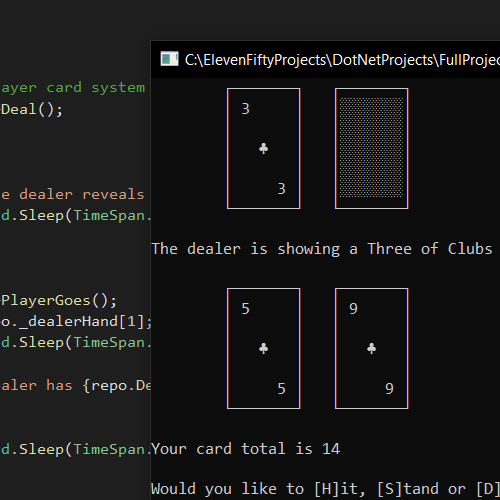 C:\ElevenFiftyProjects\DotNetProjects\FullProjec
ayer card system
Deal();
e dealer reveals
d.Sleep(TimeSpan.
PlayerGoes();
o._dealerHand[1];
d.Sleep(TimeSpan.
aler has {repo.De
d.Sleep(TimeSpan.
3
♣
3
The dealer is showing a Three of Clubs
5
♣
5
9
♣
9
Your card total is 14
Would you like to [H]it, [S]tand or [D]